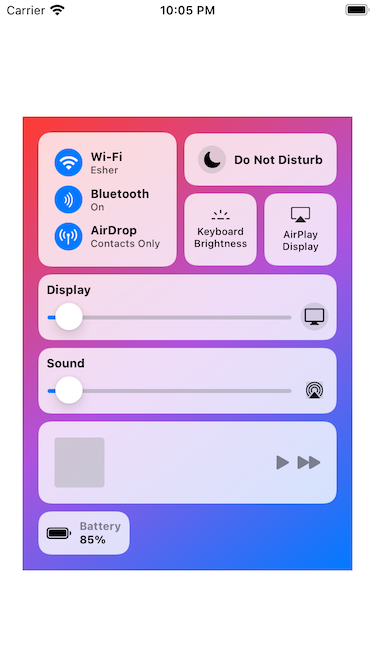 Carrier
10:05 PM
Wi-Fi
Esher
Bluetooth
On
AirDrop
Contacts Only
Do Not Disturb
Keyboard
Brightness
AirPlay
Display
Display
Sound
Battery
85%